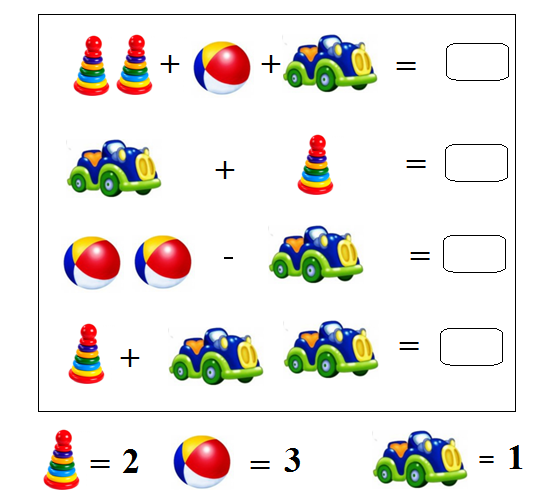 + + =
+ =
- =
+ =
= 2 = 3 = 1